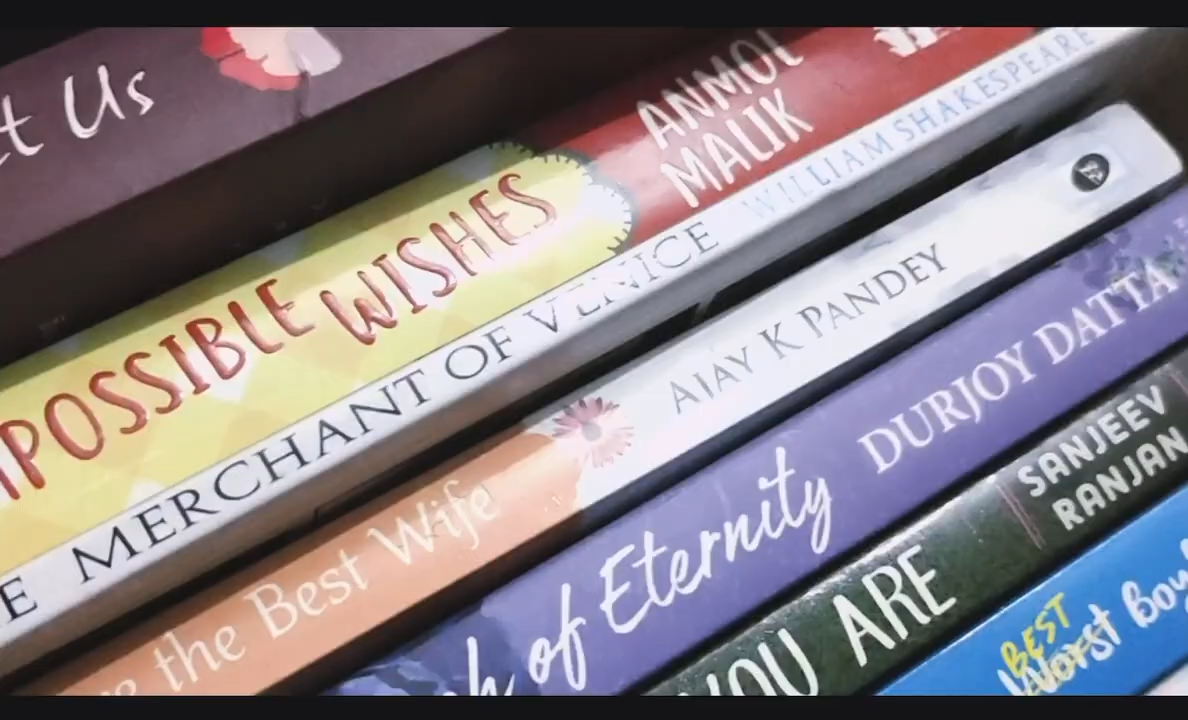 t Us
MPOSSIBLE WISHES ANMOL MALIK
E MERCHANT OF VENICE WILLIAM SHAKESPEARE
e the Best Wife AJAY K PANDEY
h of Eternity DURJOY DATTA
YOU ARE SANJEEV RANJAN
BEST
Worst Boy